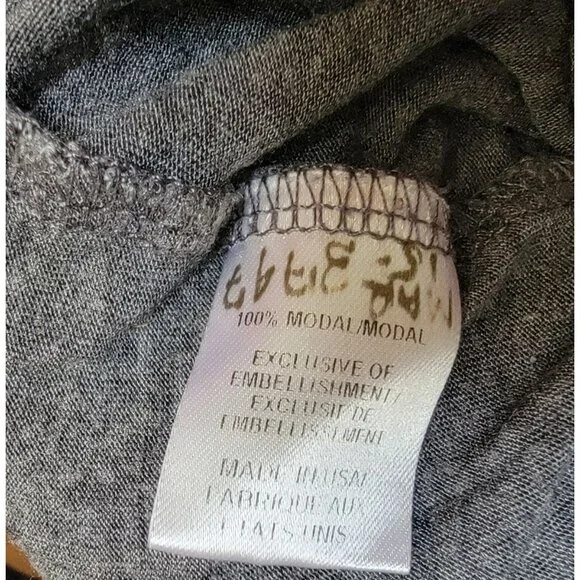 100% MODAL/MODAL
EXCLUSIVE OF
EMBELLISHMENT/
EXCLUSIF DE
EMBELLISSEMENT
MADE IN USA/
FABRIQUE AUX
ETATS UNIS